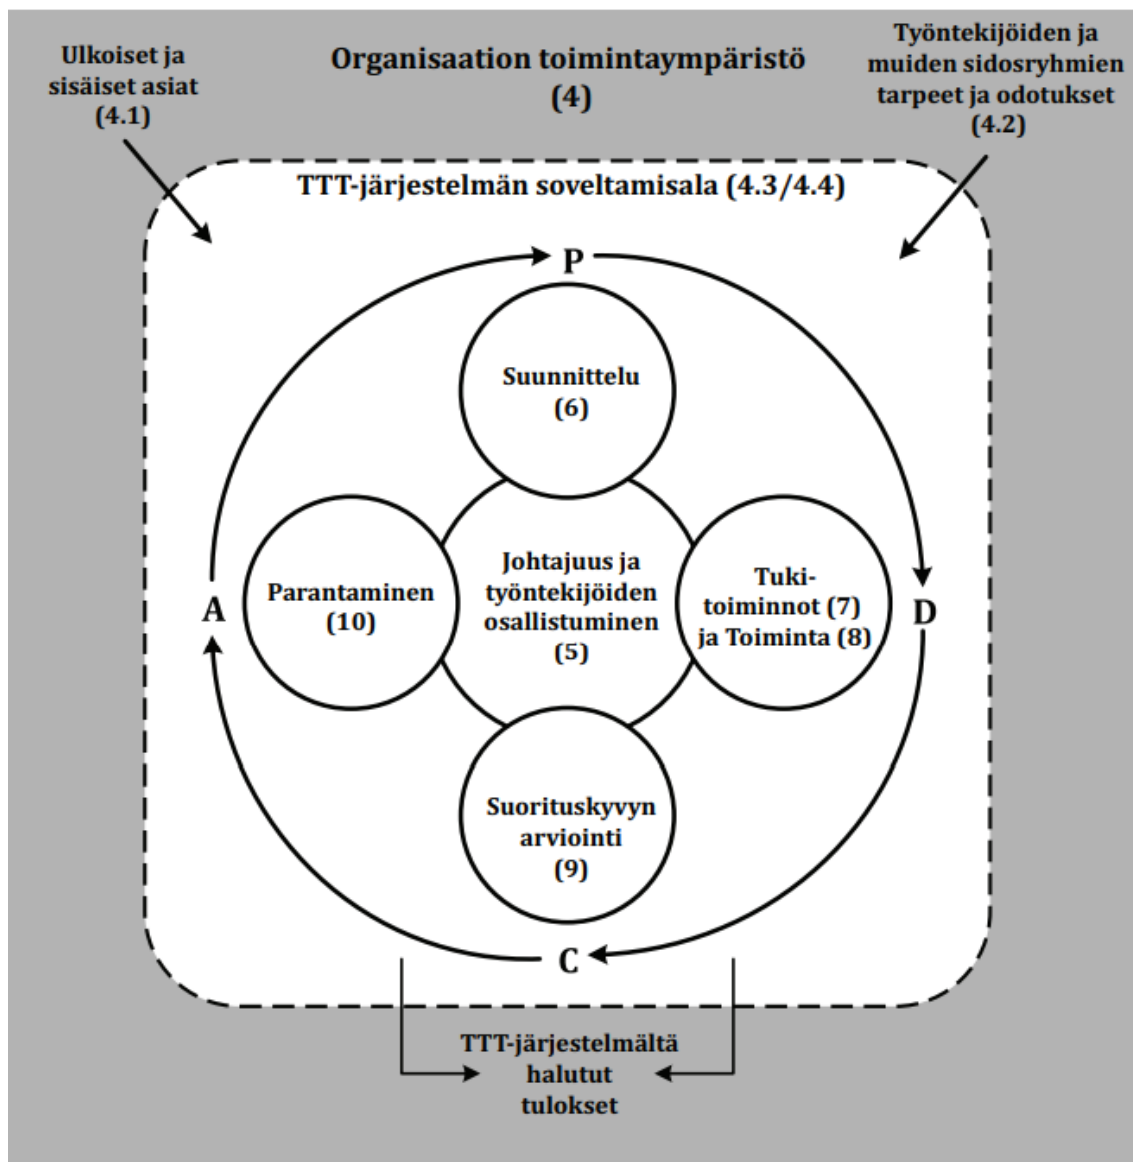 Ulkoiset ja
sisäiset asiat
(4.1)
Organisaation toimintaympäristö
(4)
Työntekijöiden ja
muiden sidosryhmien
tarpeet ja odotukset
(4.2)
TTT-järjestelmän soveltamisala (4.3/4.4)
P
Suunnittelu
(6)
A
Parantaminen
(10)
Johtajuus ja
työntekijöiden
osallistuminen
(5)
Tuki-
toiminnot (7)
ja Toiminta (8)
D
Suorituskyvyn
arviointi
(9)
C
TTT-järjestelmältä
halutut
tulokset